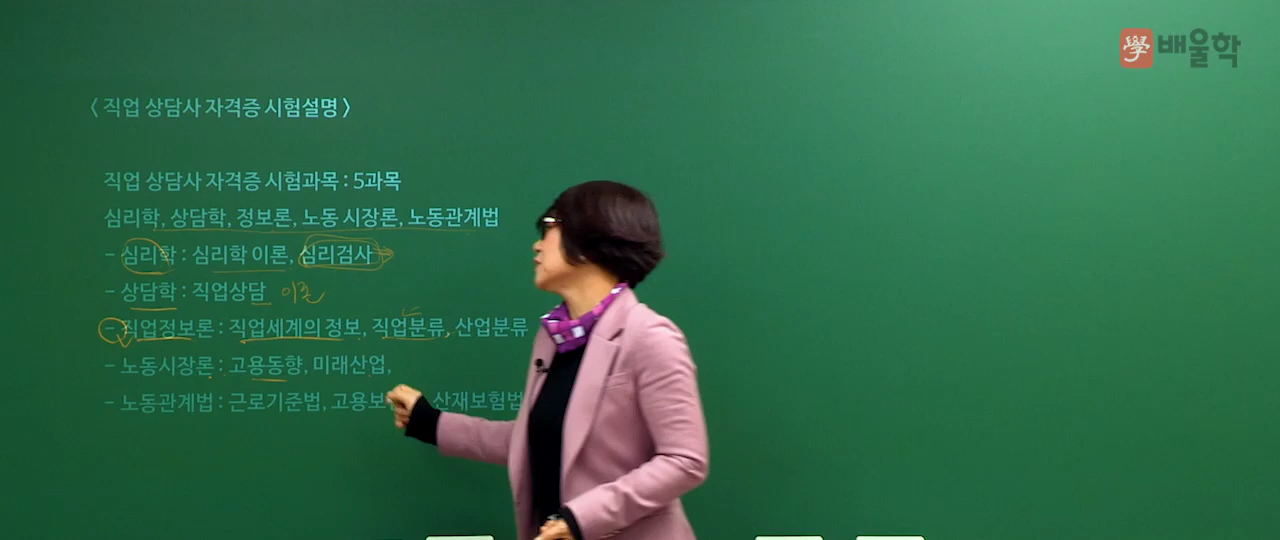 學 배울학
< 직업 상담사 자격증 시험설명 >
직업 상담사 자격증 시험과목 : 5과목
심리학, 상담학, 정보론, 노동 시장론, 노동관계법
- 심리학 : 심리학 이론, 심리검사
- 상담학 : 직업상담 이론
- 직업정보론 : 직업세계의 정보, 직업분류, 산업분류
- 노동시장론 : 고용동향, 미래산업,
- 노동관계법 : 근로기준법, 산재보험법